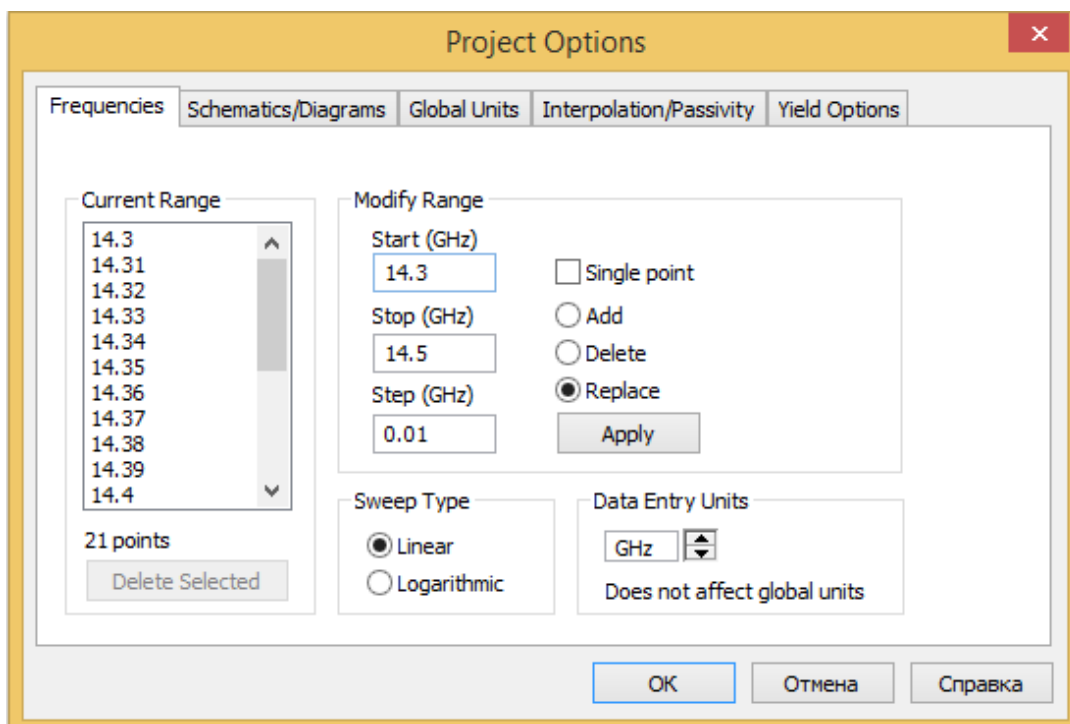 Project Options
Frequencies
Schematics/Diagrams
Global Units
Interpolation/Passivity
Yield Options
Current Range
14.3
14.31
14.32
14.33
14.34
14.35
14.36
14.37
14.38
14.39
14.4
21 points
Delete Selected
Modify Range
Start (GHz)
14.3
Stop (GHz)
14.5
Step (GHz)
0.01
Single point
Add
Delete
Replace
Apply
Sweep Type
Linear
Logarithmic
Data Entry Units
GHz
Does not affect global units
OK
Отмена
Справка